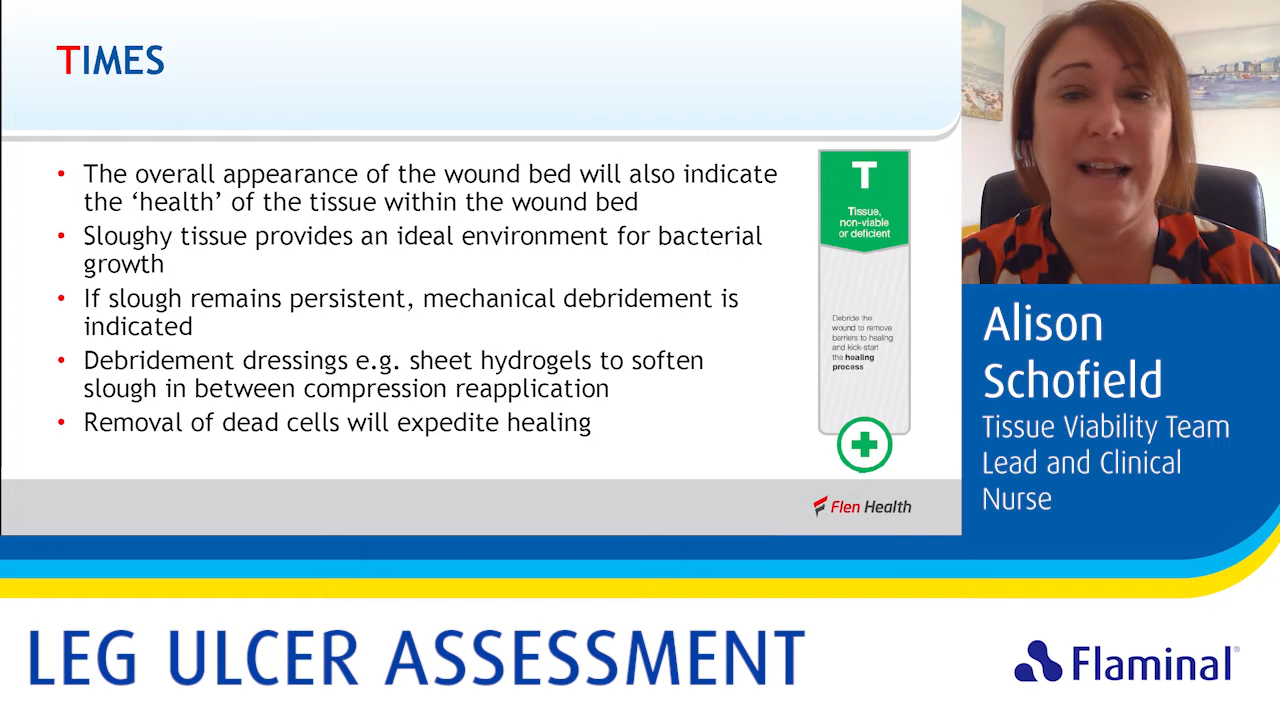 TIMES
• The overall appearance of the wound bed will also indicate
the ‘health’ of the tissue within the wound bed
• Sloughy tissue provides an ideal environment for bacterial
growth
• If slough remains persistent, mechanical debridement is
indicated
• Debridement dressings e.g. sheet hydrogels to soften
slough in between compression reapplication
• Removal of dead cells will expedite healing
T
Tissue,
non-viable
or deficient
Debride the
wound to remove
barriers to healing
and kick-start
the healing
process
Flen Health
Alison
Schofield
Tissue Viability Team
Lead and Clinical
Nurse
LEG ULCER ASSESSMENT
Flaminal®